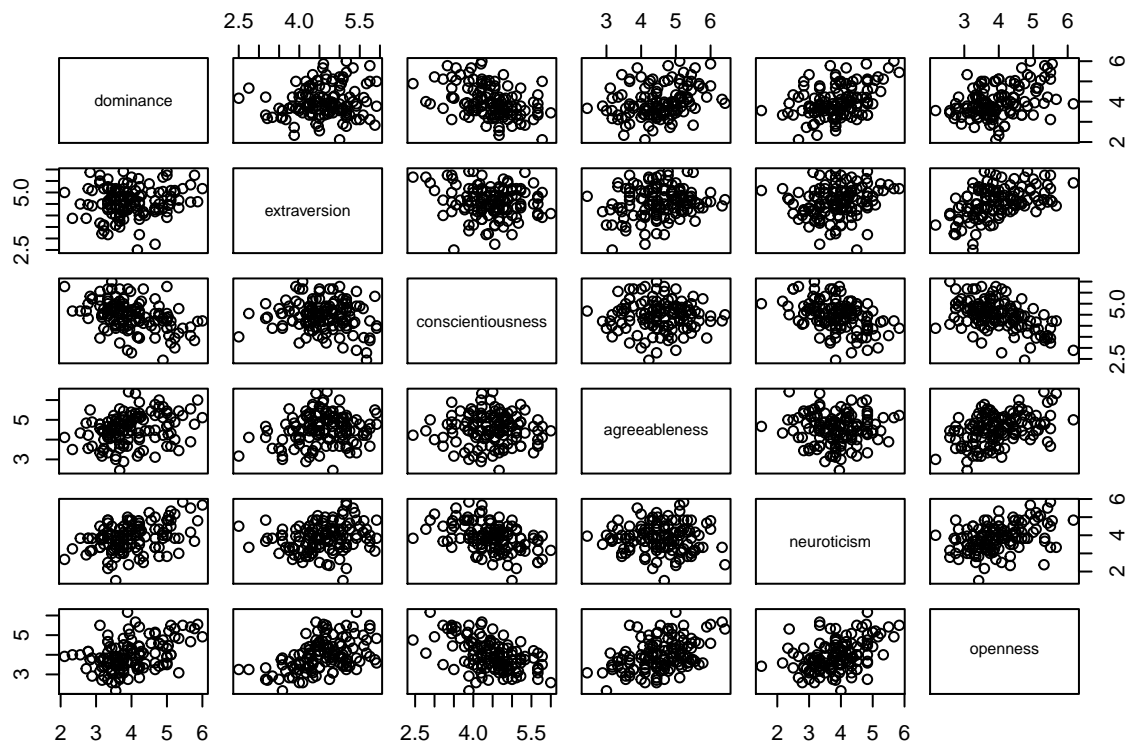 2.5 4.0 5.5 3 4 5 6 3 4 5 6
dominance
2 4 6
2.5 5.0
extraversion
conscientiousness
2.5 5.0
3 5
agreeableness
neuroticism
2 4 6
3 5
openness
2 3 4 5 6 2.5 4.0 5.5 2 3 4 5 6